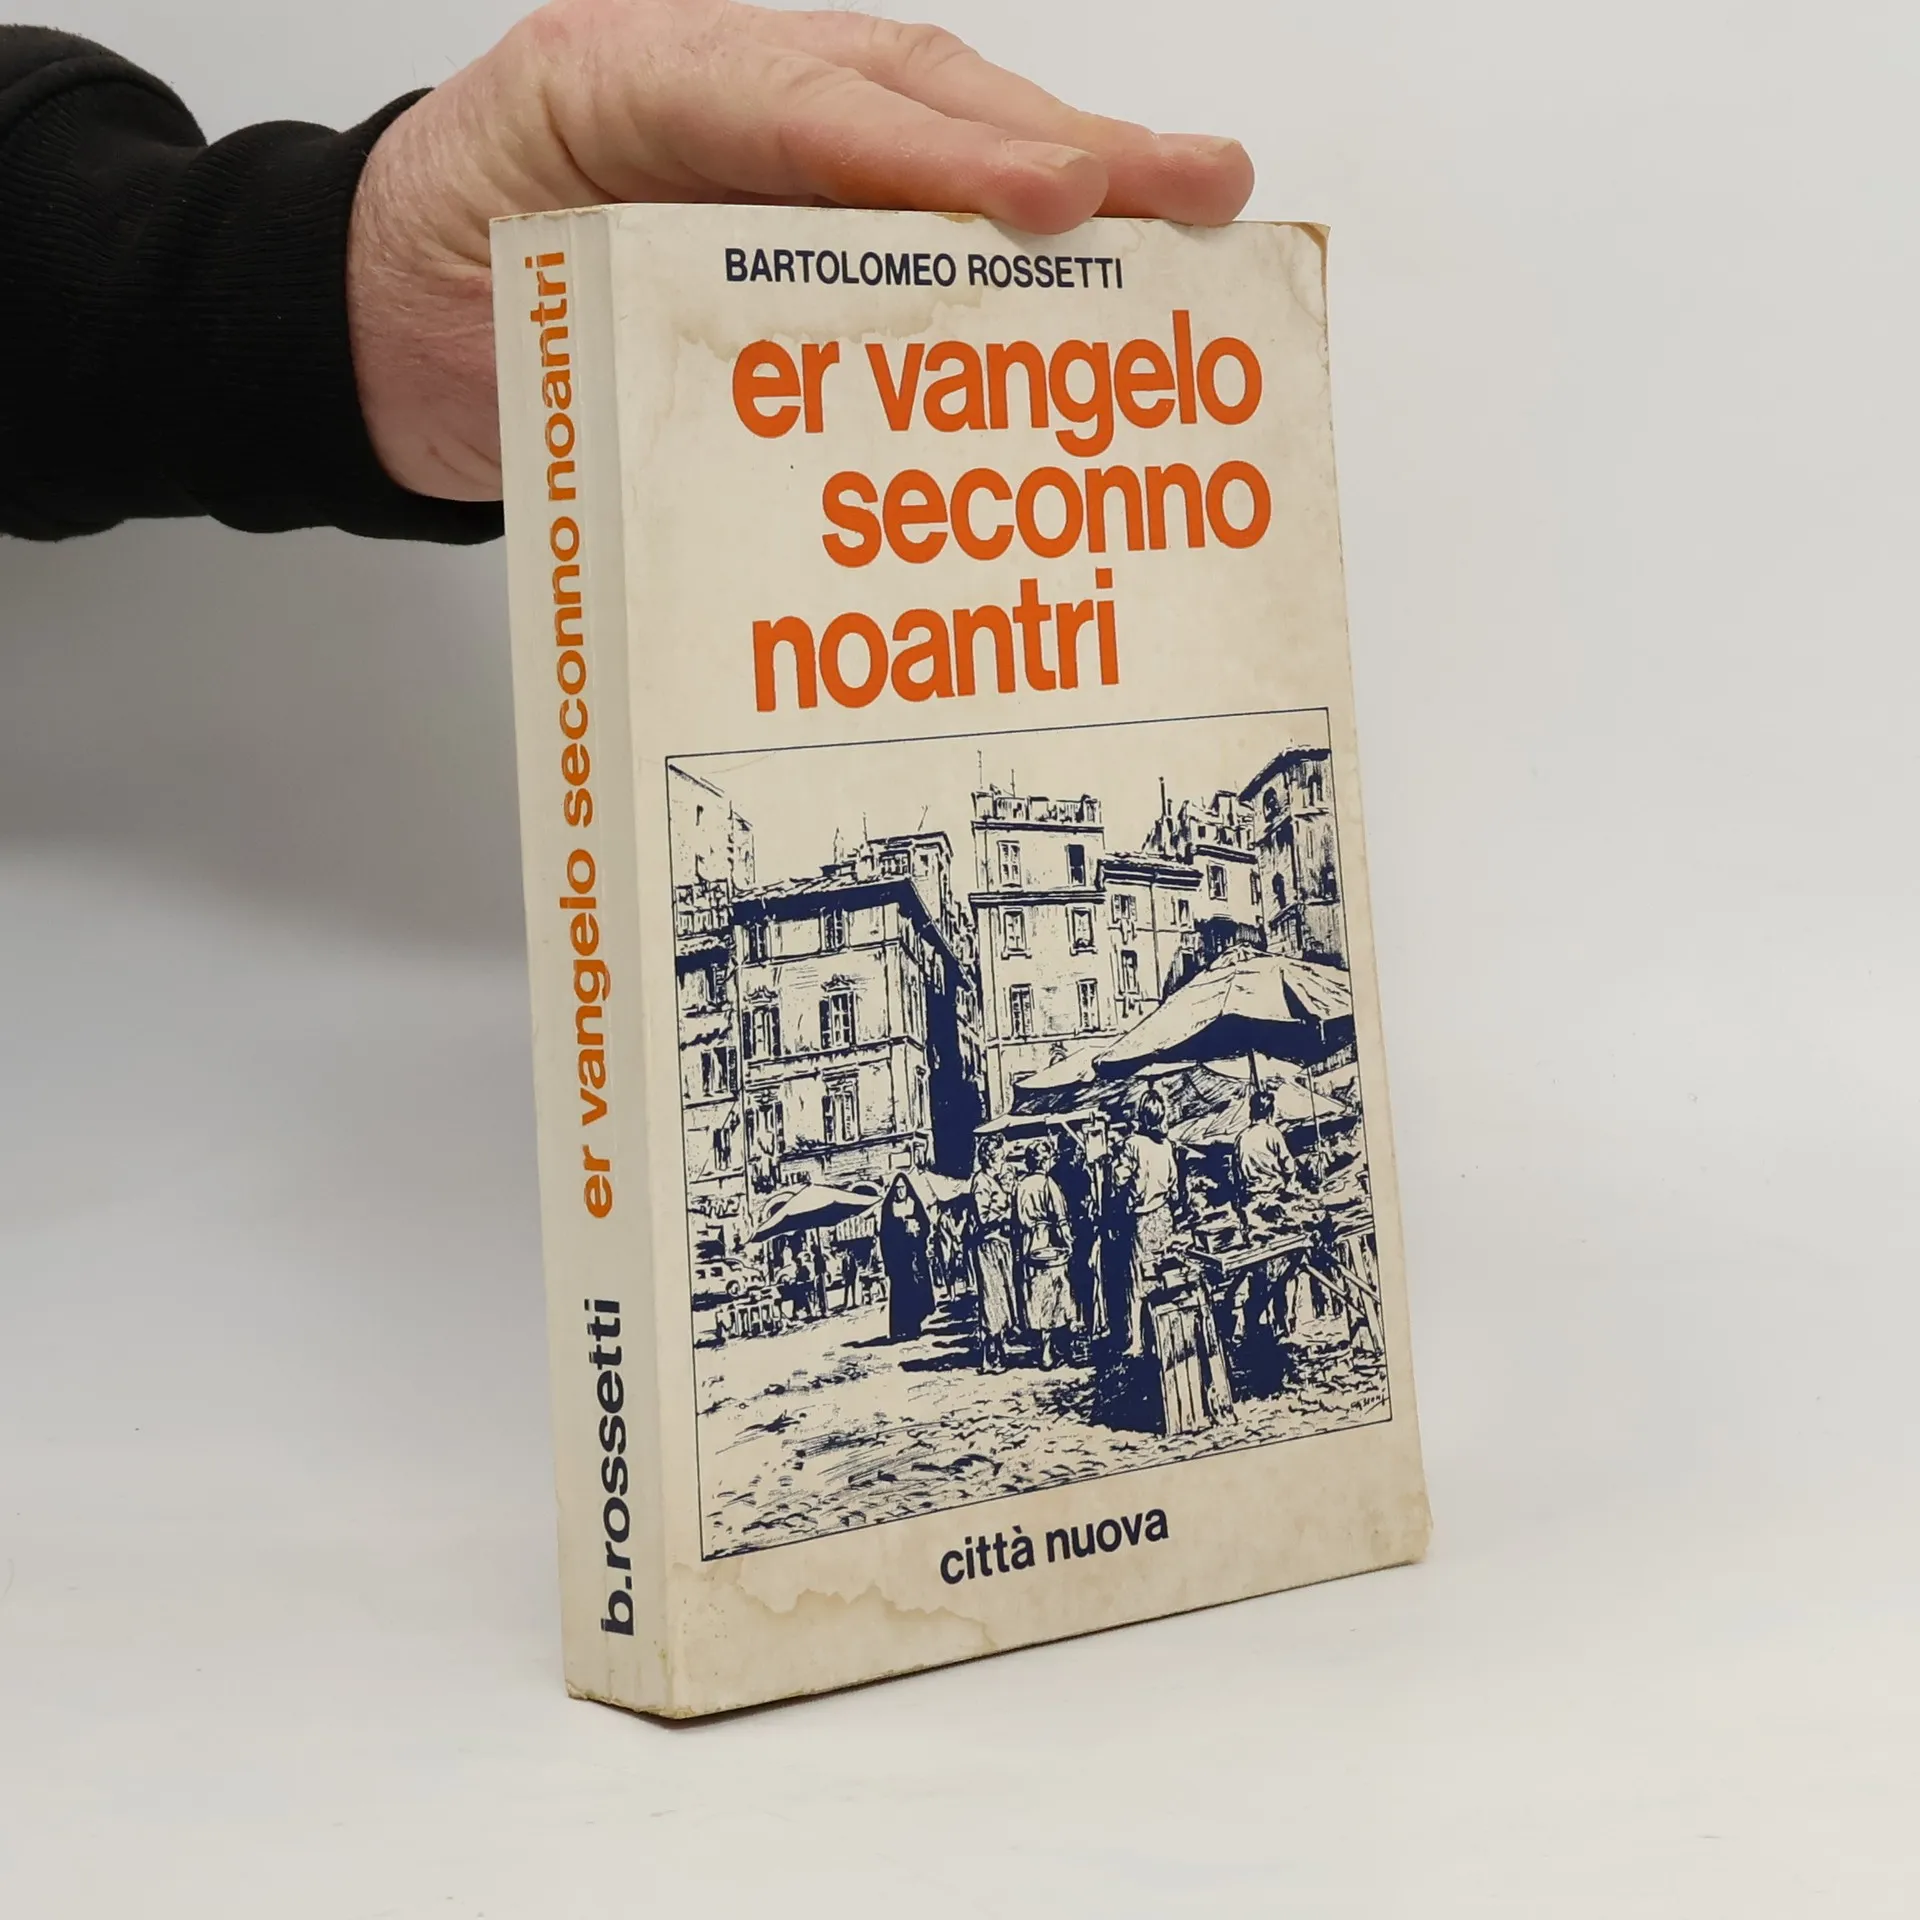 BARTOLOMEO ROSSETTI
er vangelo
seconno
noantri
città nuova
b.rossetti er vangelo seconno noantri